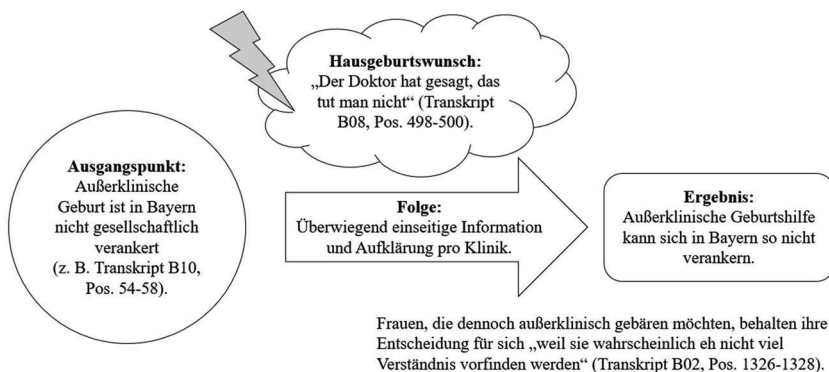 Hausgeburtswunsch:
„Der Doktor hat gesagt, das
tut man nicht“ (Transkript
B08, Pos. 498-500).
Ausgangspunkt:
Außerklinische
Geburt ist in Bayern
nicht gesellschaftlich
verankert
(z. B. Transkript B10,
Pos. 54-58).
Folge:
Überwiegend einseitige Information
und Aufklärung pro Klinik.
Ergebnis:
Außerklinische Geburtshilfe
kann sich in Bayern so nicht
verankern.
Frauen, die dennoch außerklinisch gebären möchten, behalten ihre
Entscheidung für sich „weil sie wahrscheinlich eh nicht viel
Verständnis vorfinden werden“ (Transkript B02, Pos. 1326-1328).